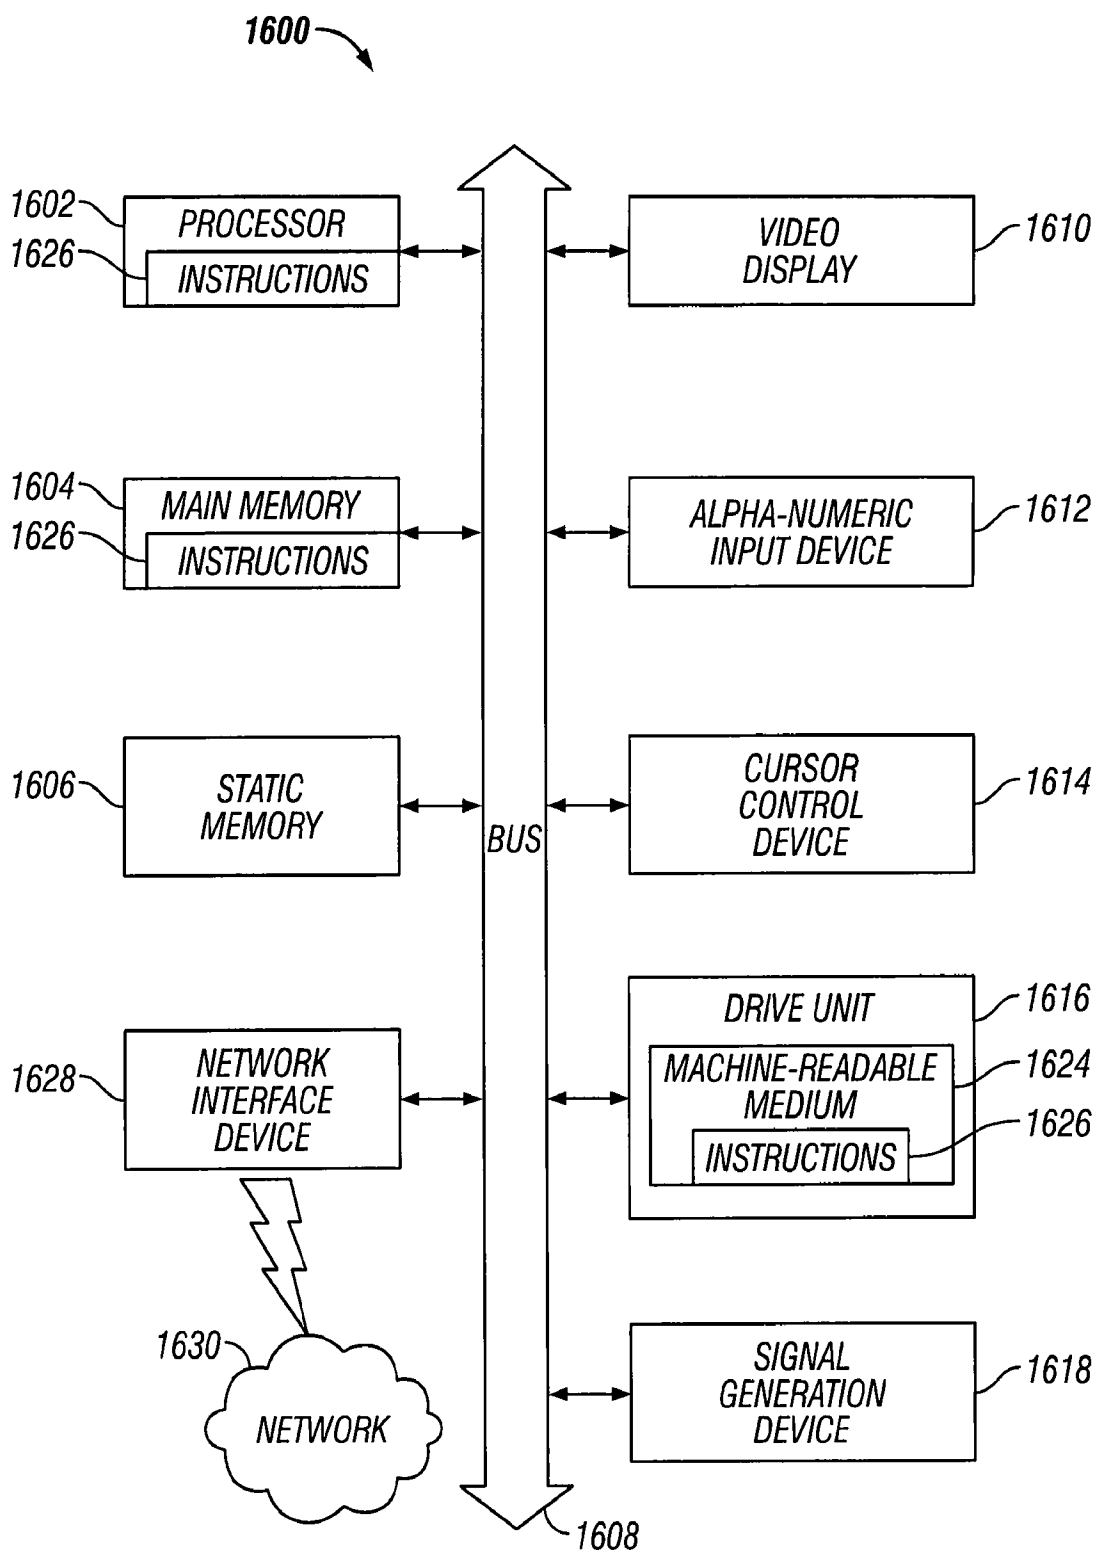 1600
1602
PROCESSOR
1626
INSTRUCTIONS
VIDEO
DISPLAY
1610
1604
MAIN MEMORY
1626
INSTRUCTIONS
ALPHA-NUMERIC
INPUT DEVICE
1612
1606
STATIC
MEMORY
BUS
CURSOR
CONTROL
DEVICE
1614
1628
NETWORK
INTERFACE
DEVICE
DRIVE UNIT
1616
MACHINE-READABLE
MEDIUM
1624
INSTRUCTIONS
1626
1630
NETWORK
SIGNAL
GENERATION
DEVICE
1618
1608